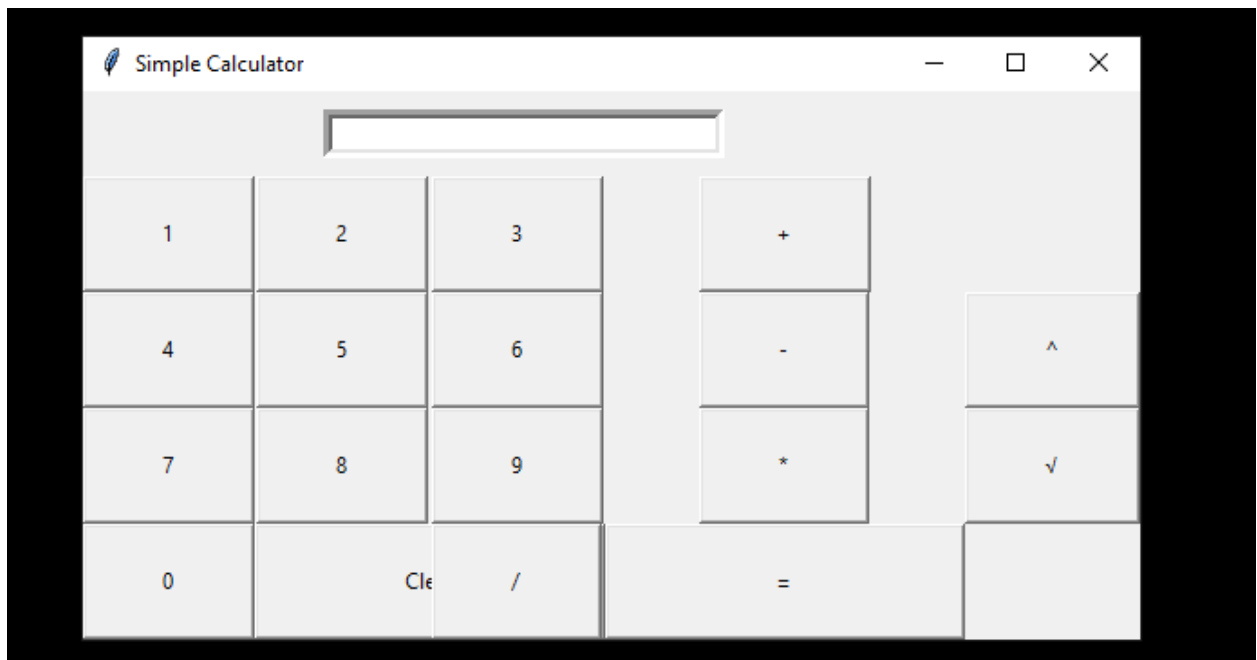 Simple Calculator
1 2 3 +
4 5 6 - ^
7 8 9 * √
0 Cle / =